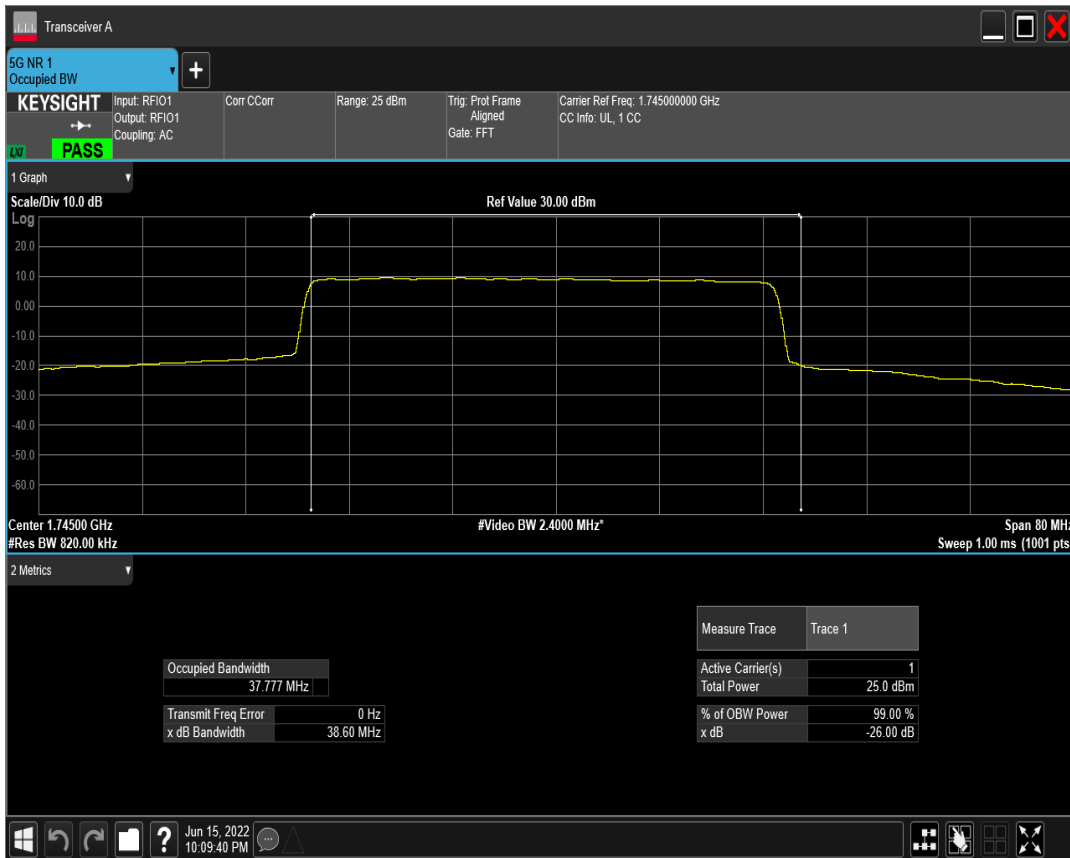 Transceiver A
5G NR 1
Occupied BW
KEYSIGHT
LXI
PASS
Input: RFIO1
Output: RFIO1
Coupling: AC
Corr CCorr
Range: 25 dBm
Trig: Prot Frame
Aligned
Gate: FFT
Carrier Ref Freq: 1.745000000 GHz
CC Info: UL, 1 CC
1 Graph
Scale/Div 10.0 dB
Ref Value 30.00 dBm
Log
20.0
10.0
0.00
-10.0
-20.0
-30.0
-40.0
-50.0
-60.0
Center 1.74500 GHz
#Video BW 2.4000 MHz*
Span 80 MHz
#Res BW 820.00 kHz
Sweep 1.00 ms (1001 pts
2 Metrics
Measure Trace Trace 1
Occupied Bandwidth
37.777 MHz
Active Carrier(s) 1
Total Power 25.0 dBm
Transmit Freq Error 0 Hz
x dB Bandwidth 38.60 MHz
% of OBW Power 99.00 %
x dB -26.00 dB
?
Jun 15, 2022
10:09:40 PM